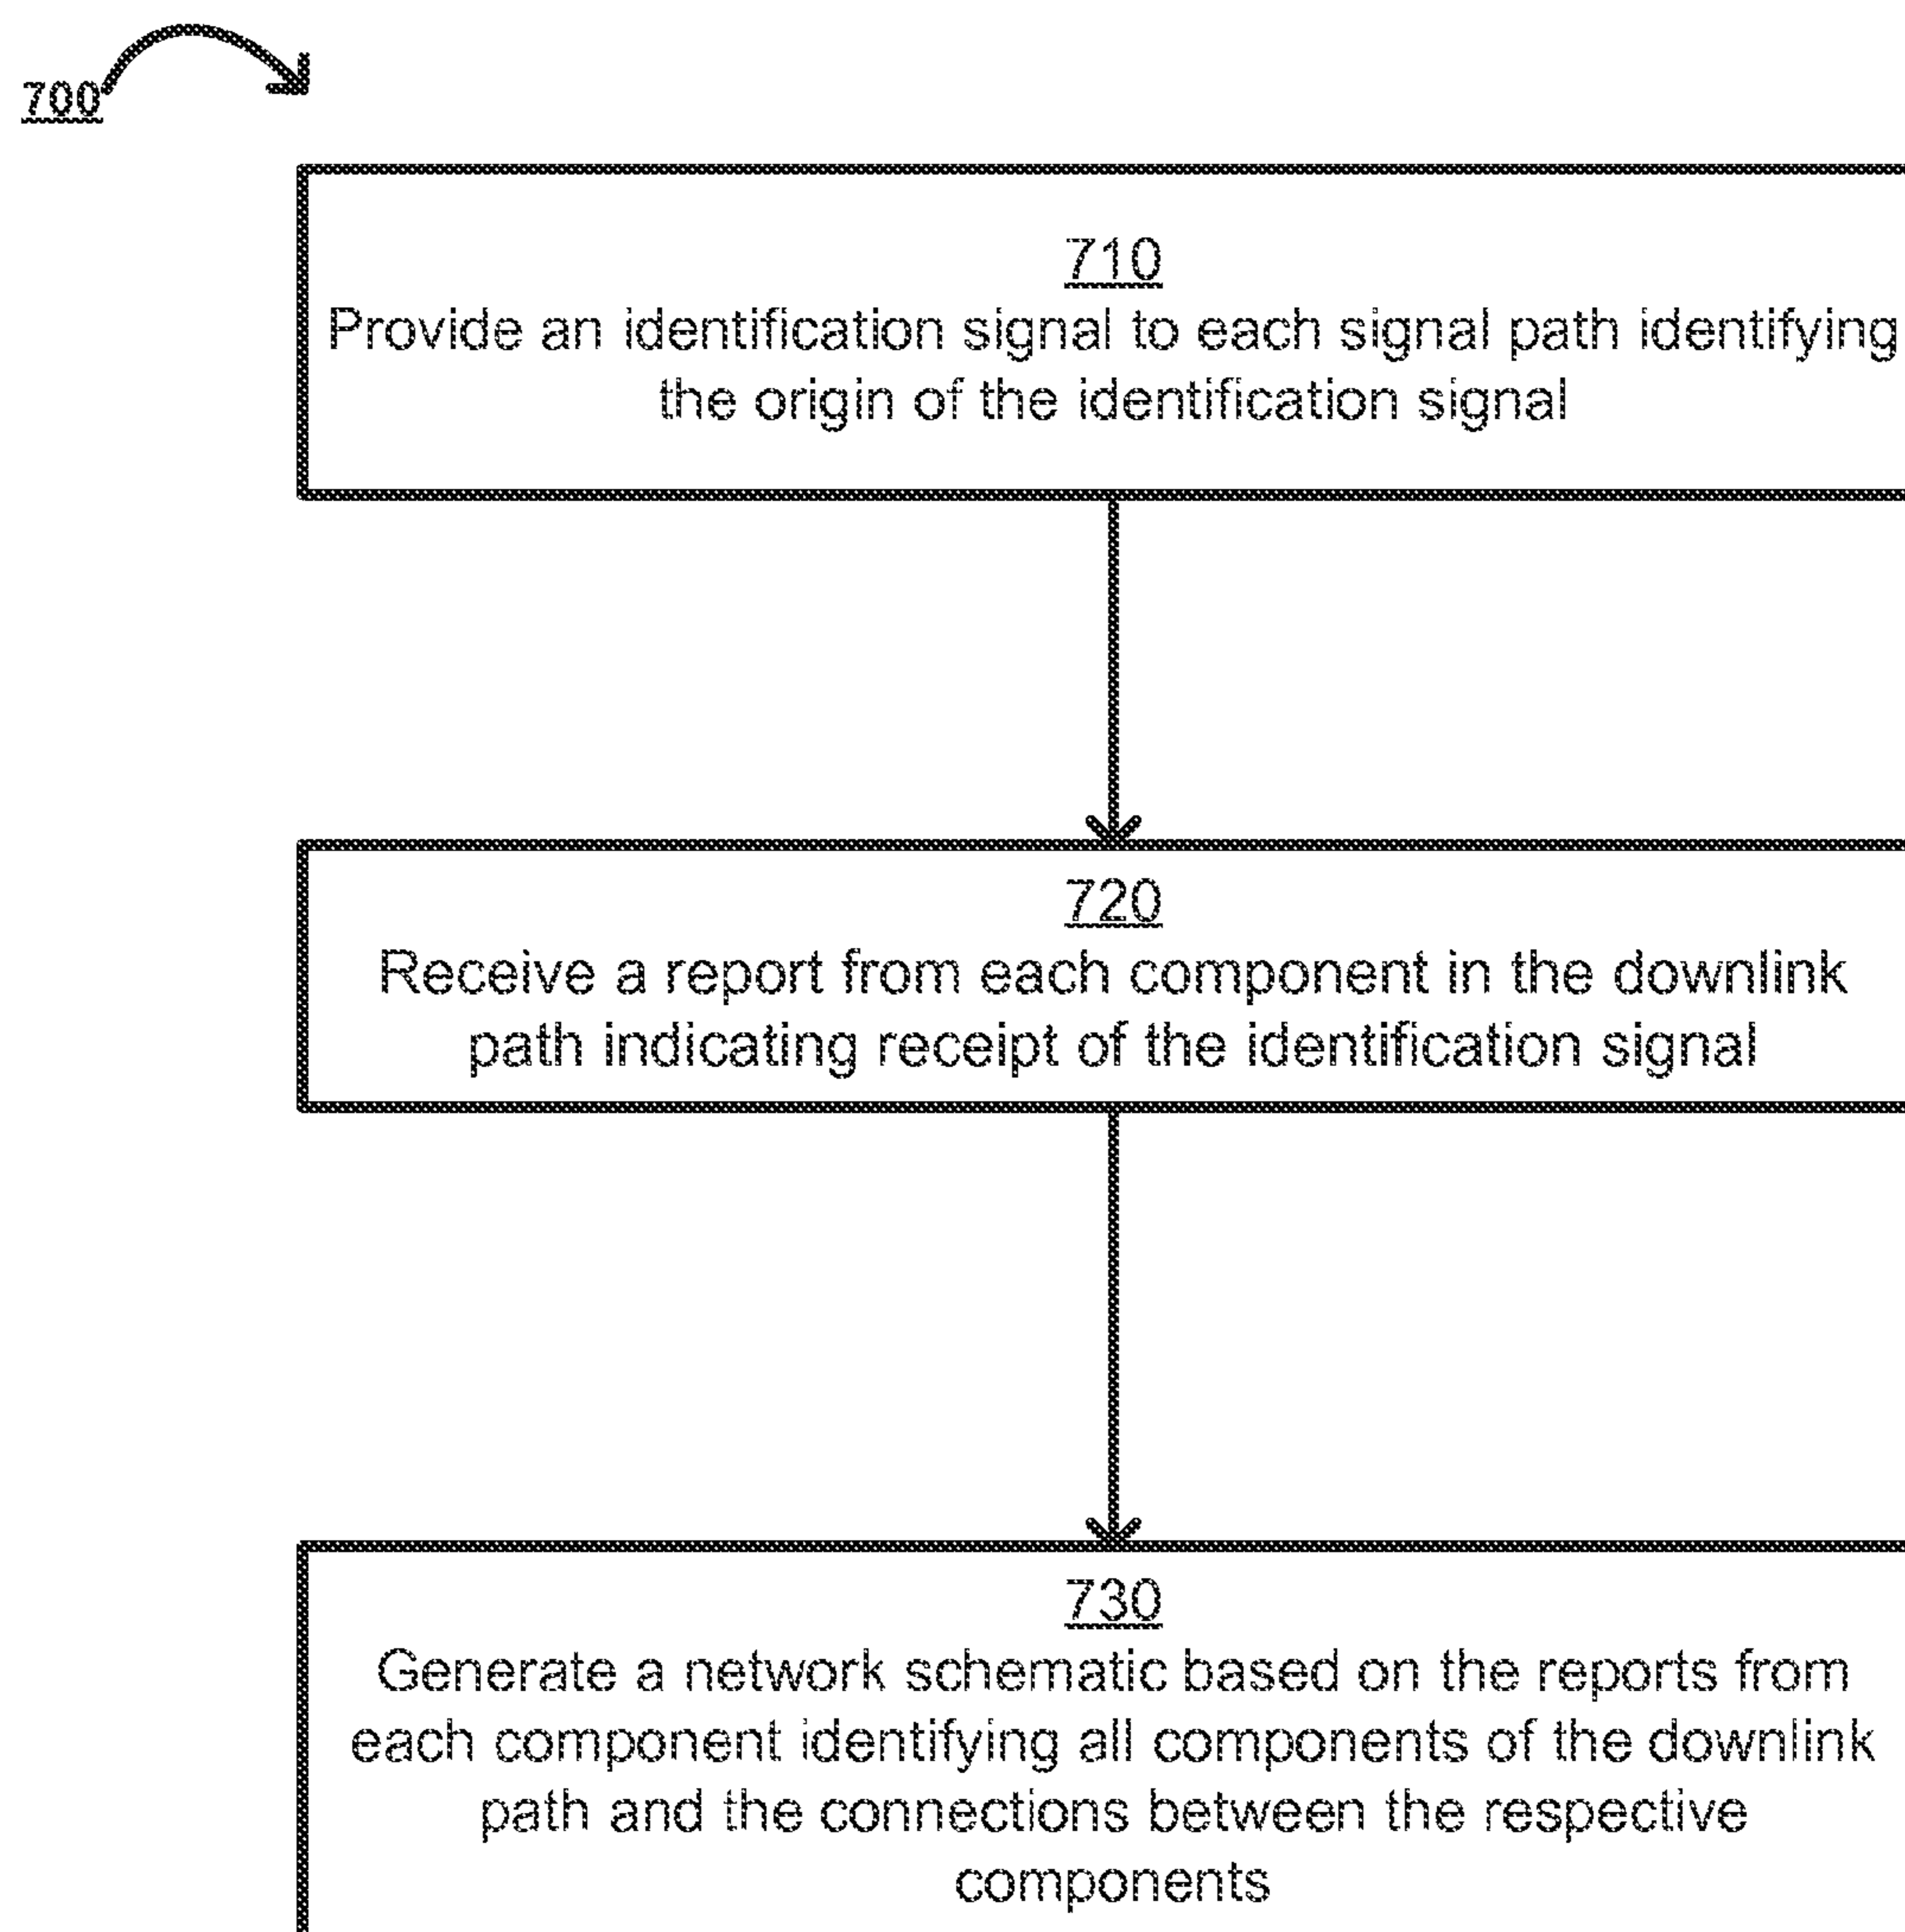 700
710
Provide an identification signal to each signal path identifying
the origin of the identification signal
720
Receive a report from each component in the downlink
path indicating receipt of the identification signal
730
Generate a network schematic based on the reports from
each component identifying all components of the downlink
path and the connections between the respective
components